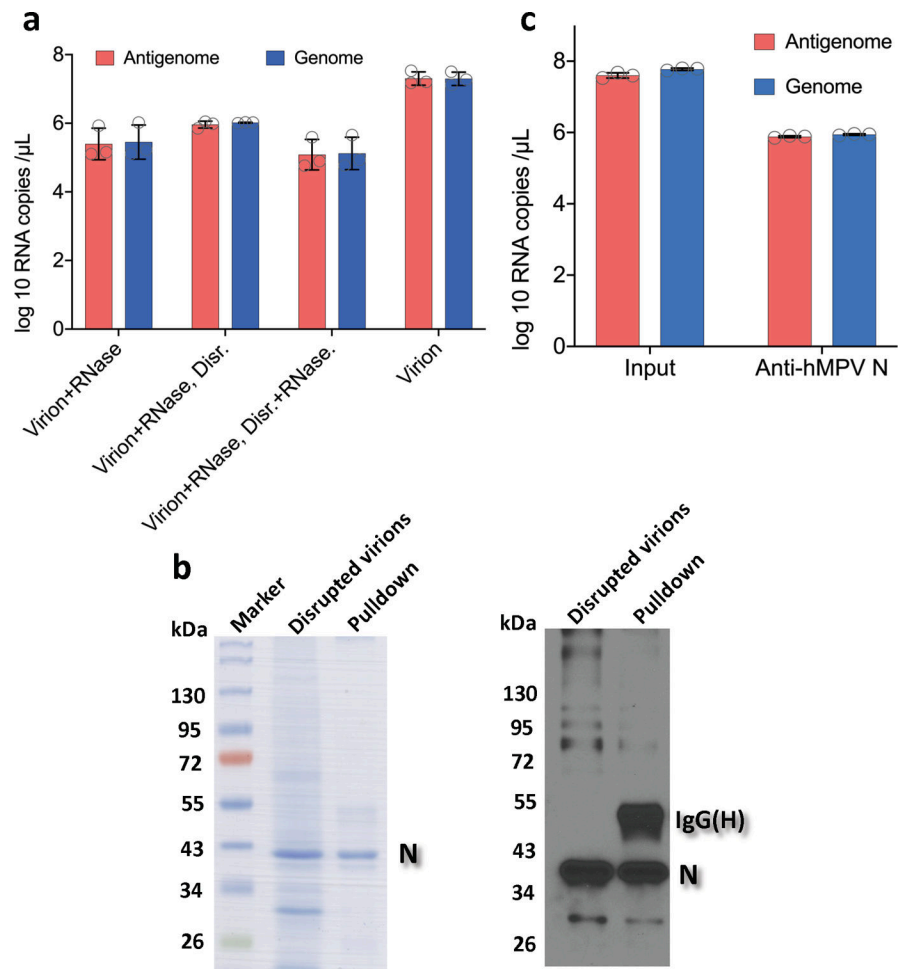 a
Antigenome Genome
log 10 RNA copies /µL
8
6
4
2
0
Virion+RNase
Virion+RNase, Disr.
Virion+RNase, Disr.+RNase.
Virion
c
Antigenome
Genome
log 10 RNA copies /µL
8
6
4
2
0
Input Anti-hMPV N
b
kDa
Marker
Disrupted virions
Pulldown
130
95
72
55
43
34
26
N
kDa
Disrupted virions
Pulldown
130
95
72
55
43
34
26
IgG(H)
N